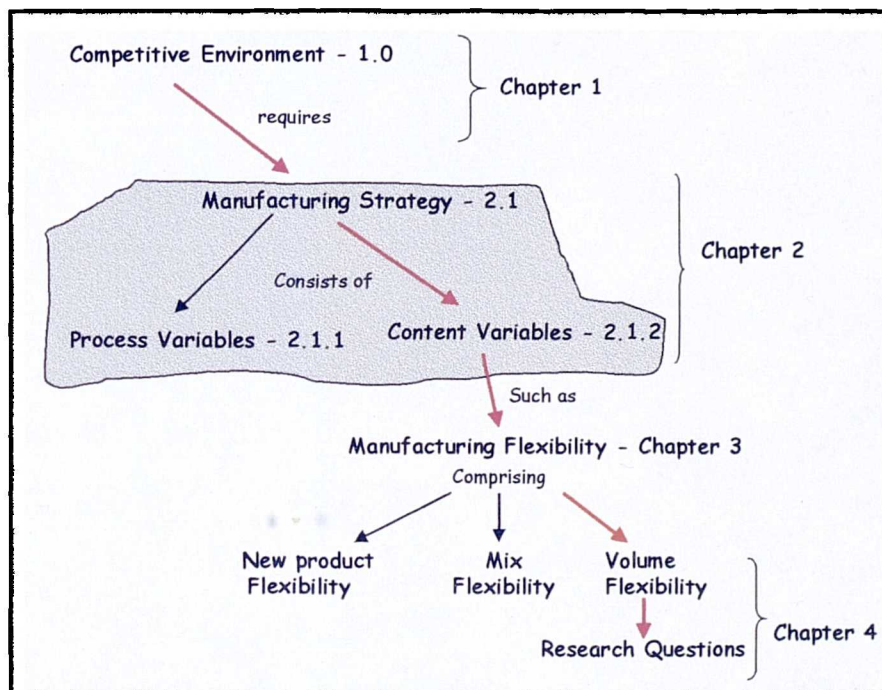 Competitive Environment - 1.0
Chapter 1
requires
Manufacturing Strategy - 2.1
Chapter 2
Consists of
Process Variables - 2.1.1
Content Variables - 2.1.2
Such as
Manufacturing Flexibility - Chapter 3
Comprising
New product
Flexibility
Mix
Flexibility
Volume
Flexibility
Chapter 4
Research Questions